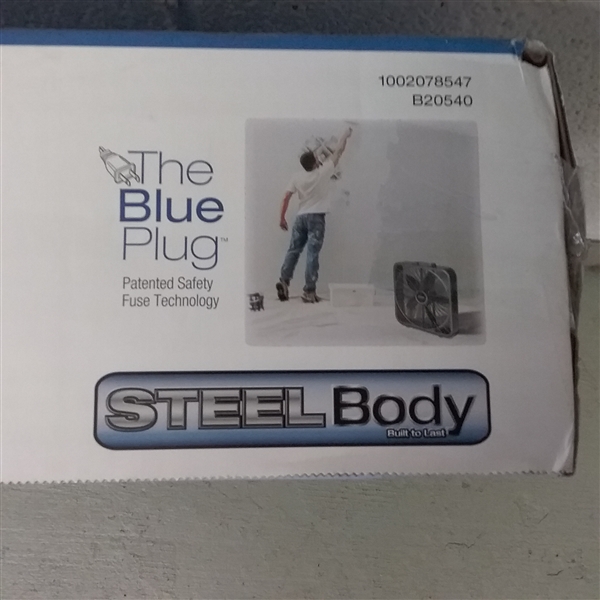 1002078547
B20540
The
Blue
Plug™
Patented Safety
Fuse Technology
STEEL Body
Built to Last